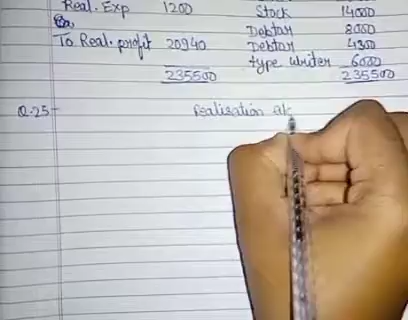 Real. Exp 1200 Stock 14000
Debtor 8000
To Real. profit 20940 Debtor 4300
type writer 6000
235500 235500
Q.25- Realisation a/c